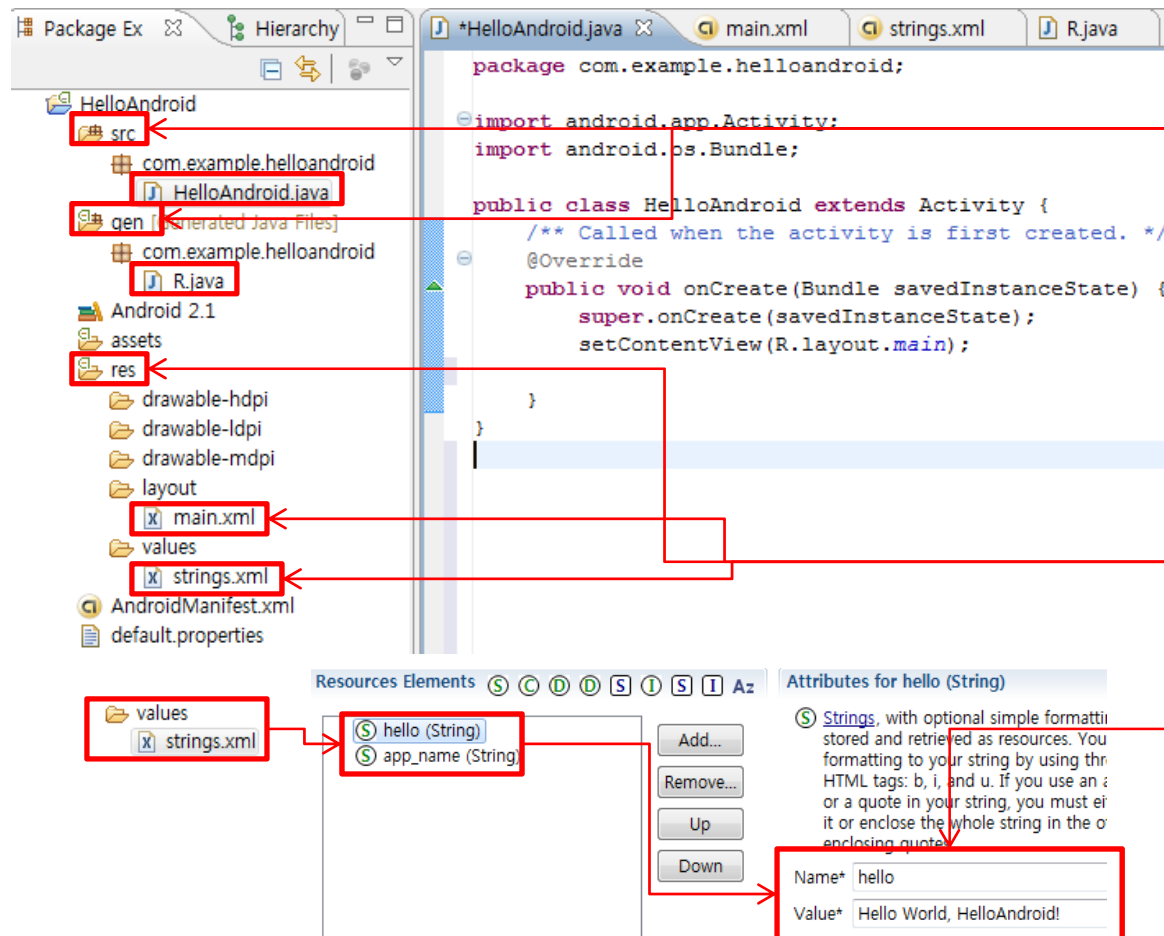 Package Ex
Hierarchy
*HelloAndroid.java
main.xml
strings.xml
R.java
HelloAndroid
src
com.example.helloandroid
HelloAndroid.java
gen [Generated Java Files]
com.example.helloandroid
R.java
Android 2.1
assets
res
drawable-hdpi
drawable-ldpi
drawable-mdpi
layout
main.xml
values
strings.xml
AndroidManifest.xml
default.properties
package com.example.helloandroid;
import android.app.Activity;
import android.os.Bundle;
public class HelloAndroid extends Activity {
/** Called when the activity is first created. */
@Override
public void onCreate(Bundle savedInstanceState) {
super.onCreate(savedInstanceState);
setContentView(R.layout.main);
}
}
values
strings.xml
Resources Elements S C D D S I S I Az
hello (String)
app_name (String)
Add...
Remove...
Up
Down
Attributes for hello (String)
Strings, with optional simple formatti
stored and retrieved as resources. You
formatting to your string by using thr
HTML tags: b, i, and u. If you use an a
or a quote in your string, you must ei
it or enclose the whole string in the o
enclosing quotes
Name* hello
Value* Hello World, HelloAndroid!